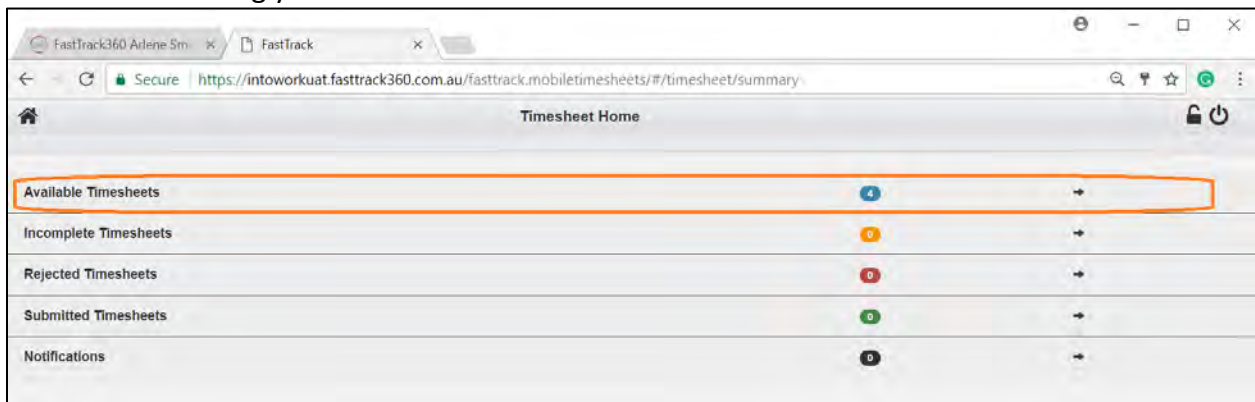 FastTrack360 Arlene Sm FastTrack
Secure https://intoworkuat.fasttrack360.com.au/fasttrack.mobiletimesheets/#/timesheet/summary
Timesheet Home
Available Timesheets 4
Incomplete Timesheets 0
Rejected Timesheets 0
Submitted Timesheets 0
Notifications 0